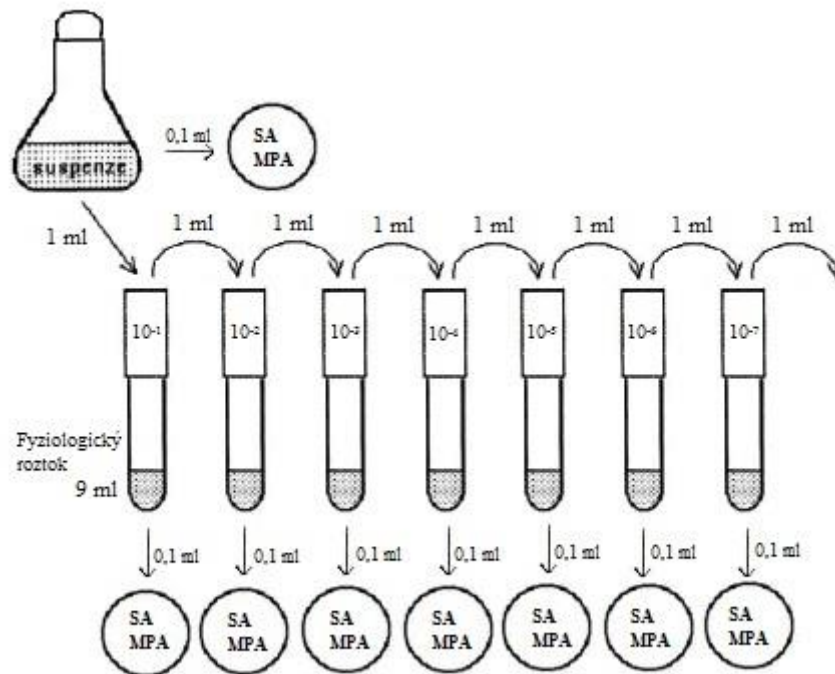 suspenze
0,1 ml
SA
MPA
1 ml
1 ml
1 ml
1 ml
1 ml
1 ml
1 ml
1 ml
10⁻¹
10⁻²
10⁻³
10⁻⁴
10⁻⁵
10⁻⁶
10⁻⁷
Fyziologický
roztok
9 ml
0,1 ml
0,1 ml
0,1 ml
0,1 ml
0,1 ml
0,1 ml
0,1 ml
SA
MPA
SA
MPA
SA
MPA
SA
MPA
SA
MPA
SA
MPA
SA
MPA